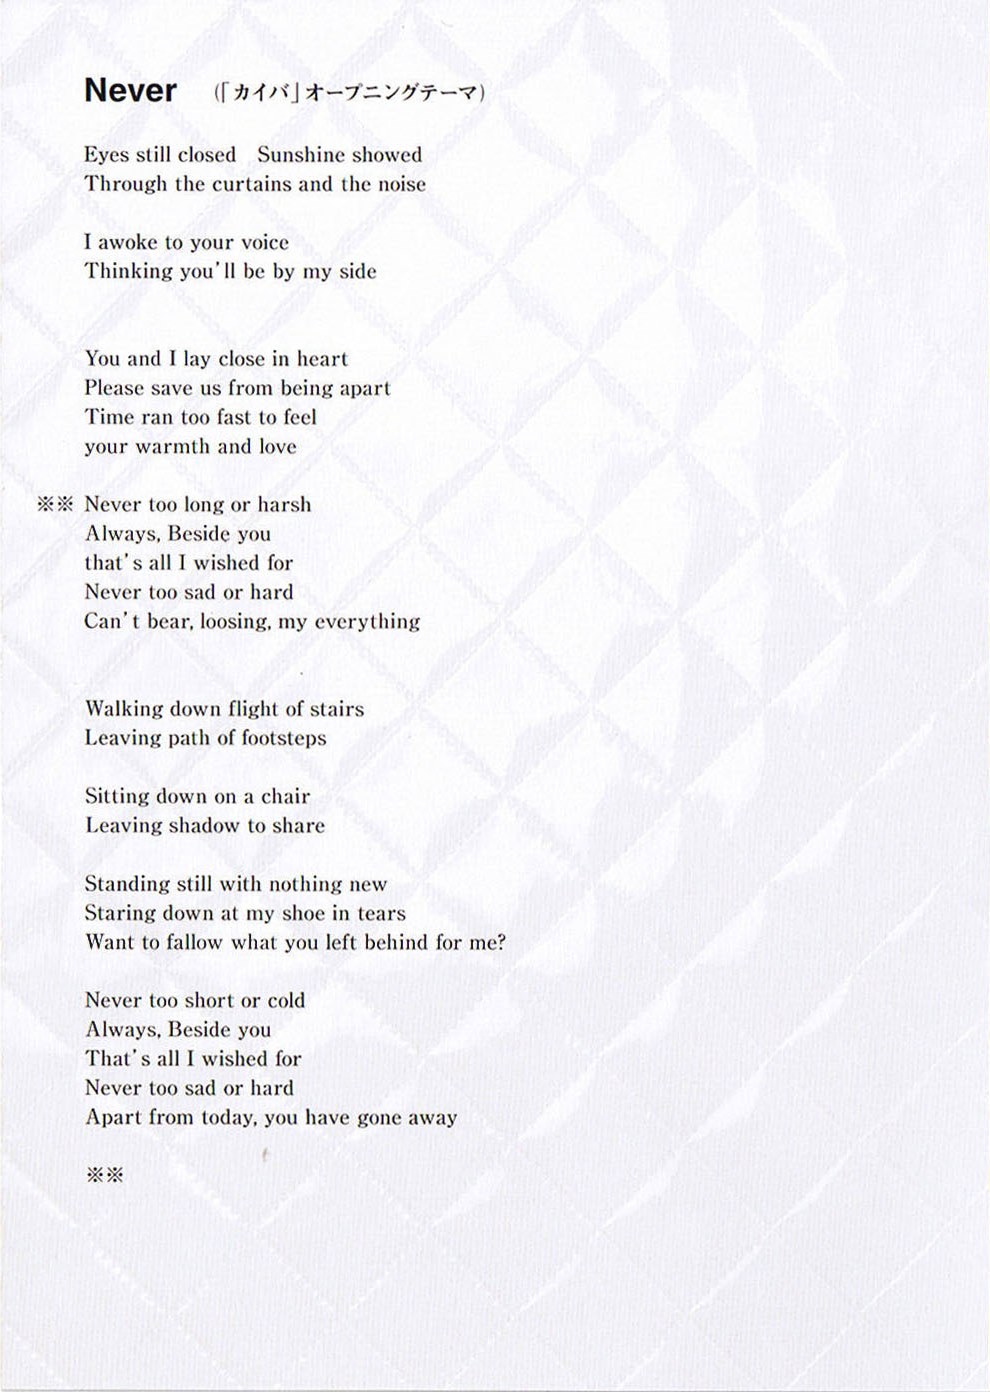 Never （「カイバ」オープニングテーマ）
Eyes still closed　Sunshine showed
Through the curtains and the noise
I awoke to your voice
Thinking you'll be by my side
You and I lay close in heart
Please save us from being apart
Time ran too fast to feel
your warmth and love
※※ Never too long or harsh
Always, Beside you
that's all I wished for
Never too sad or hard
Can't bear, loosing, my everything
Walking down flight of stairs
Leaving path of footsteps
Sitting down on a chair
Leaving shadow to share
Standing still with nothing new
Staring down at my shoe in tears
Want to fallow what you left behind for me?
Never too short or cold
Always, Beside you
That's all I wished for
Never too sad or hard
Apart from today, you have gone away
※※